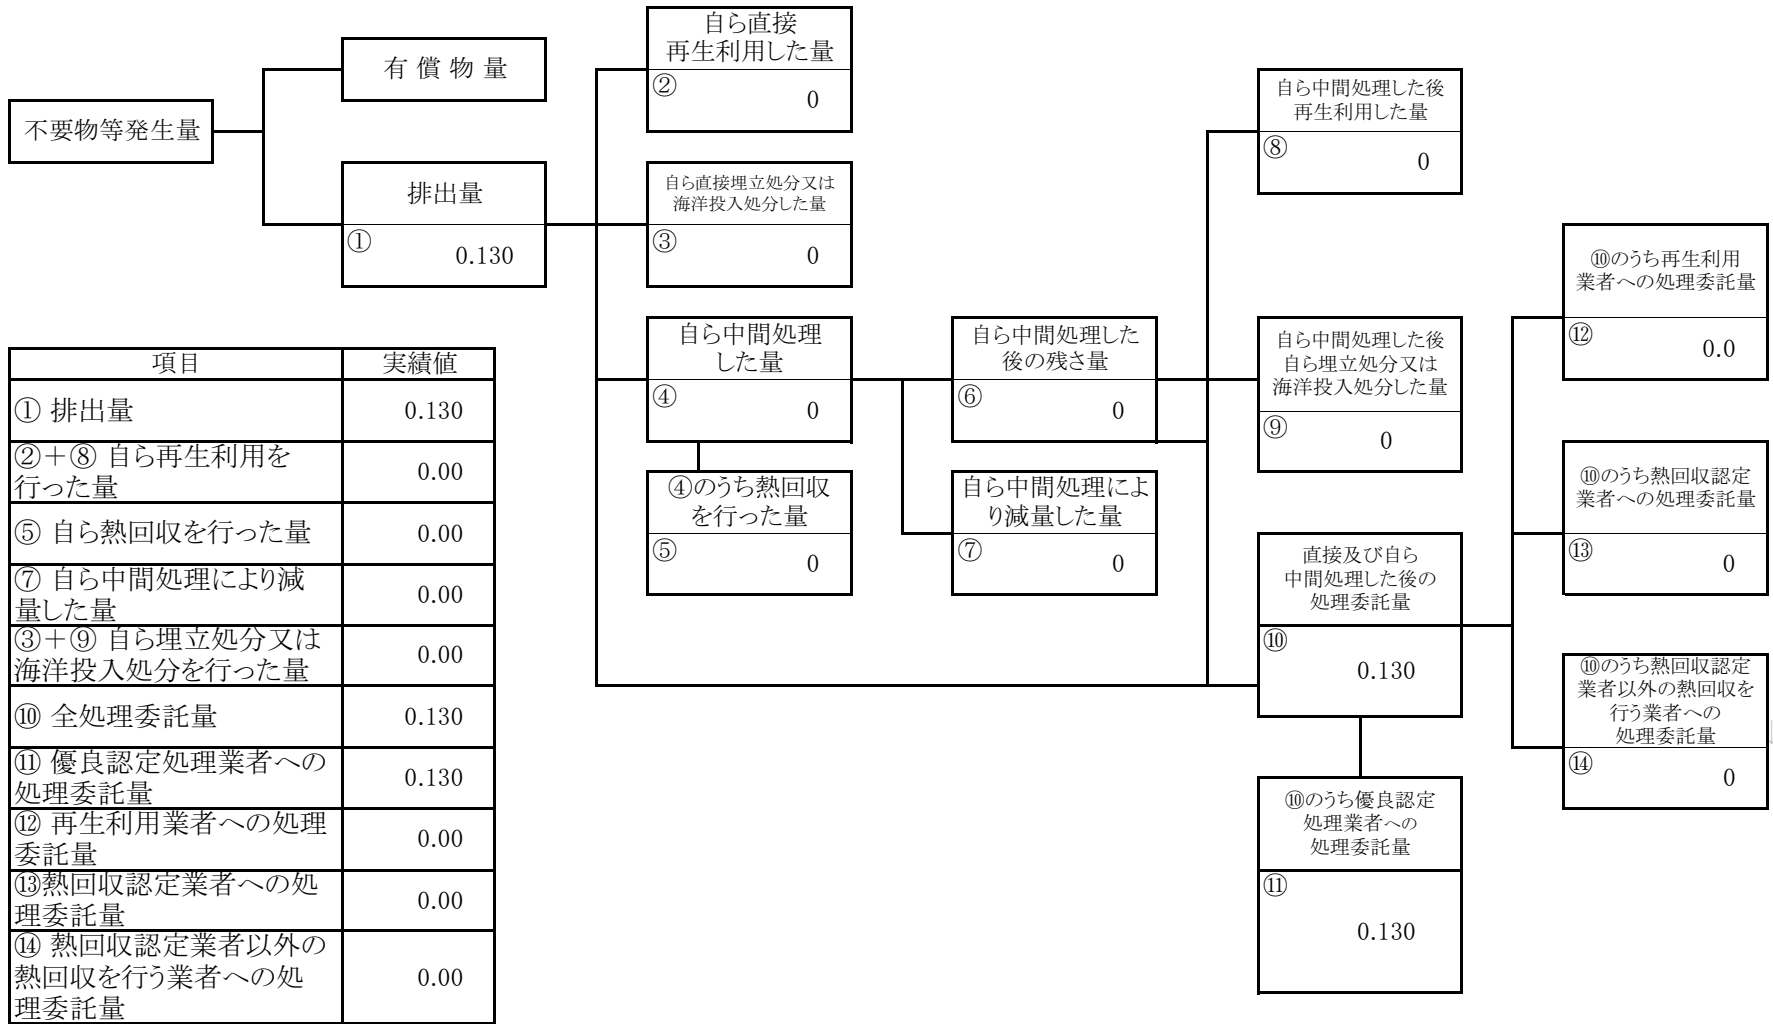 不要物等発生量
有 償 物 量
排出量
①
0.130
自ら直接
再生利用した量
②
0
自ら直接埋立処分又は
海洋投入処分した量
③
0
自ら中間処理
した量
④
0
④のうち熱回収
を行った量
⑤
0
自ら中間処理した
後の残さ量
⑥
0
自ら中間処理によ
り減量した量
⑦
0
自ら中間処理した後
再生利用した量
⑧
0
自ら中間処理した後
自ら埋立処分又は
海洋投入処分した量
⑨
0
直接及び自ら
中間処理した後の
処理委託量
⑩
0.130
⑩のうち優良認定
処理業者への
処理委託量
⑪
0.130
⑩のうち再生利用
業者への処理委託量
⑫
0.0
⑩のうち熱回収認定
業者への処理委託量
⑬
0
⑩のうち熱回収認定
業者以外の熱回収を
行う業者への
処理委託量
⑭
0
項目 実績値
① 排出量 0.130
②＋⑧ 自ら再生利用を
行った量 0.00
⑤ 自ら熱回収を行った量 0.00
⑦ 自ら中間処理により減
量した量 0.00
③＋⑨ 自ら埋立処分又は
海洋投入処分を行った量 0.00
⑩ 全処理委託量 0.130
⑪ 優良認定処理業者への
処理委託量 0.130
⑫ 再生利用業者への処理
委託量 0.00
⑬熱回収認定業者への処
理委託量 0.00
⑭ 熱回収認定業者以外の
熱回収を行う業者への処
理委託量 0.00